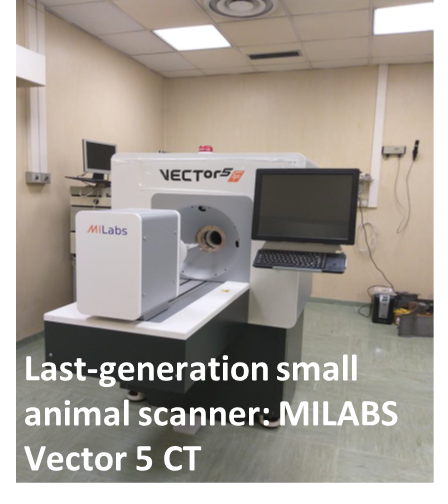 VECTor5
MILabs
Last-generation small
animal scanner: MILABS
Vector 5 CT